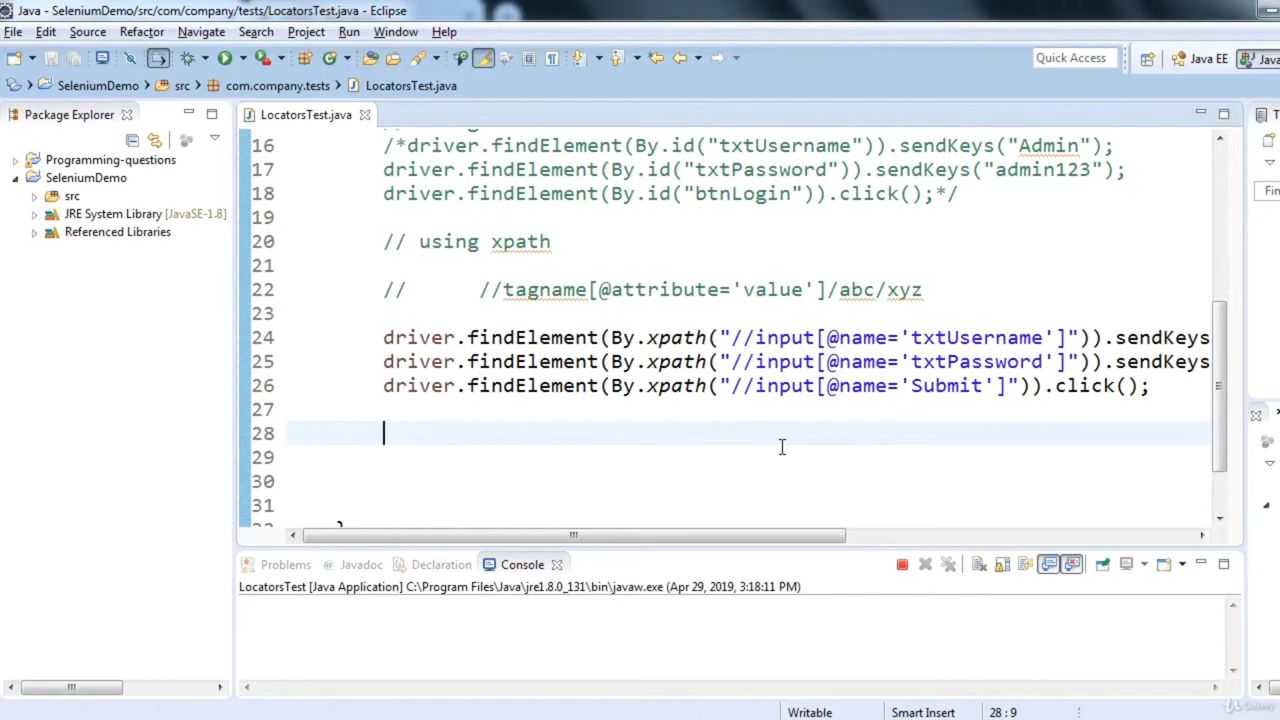 Java - SeleniumDemo/src/com/company/tests/LocatorsTest.java - Eclipse
File Edit Source Refactor Navigate Search Project Run Window Help
Quick Access Java EE Java
SeleniumDemo src com.company.tests LocatorsTest.java
Package Explorer
LocatorsTest.java
Programming-questions
SeleniumDemo
src
JRE System Library [JavaSE-1.8]
Referenced Libraries
16 /*driver.findElement(By.id("txtUsername")).sendKeys("Admin");
17 driver.findElement(By.id("txtPassword")).sendKeys("admin123");
18 driver.findElement(By.id("btnLogin")).click();*/
19
20 // using xpath
21
22 // //tagname[@attribute='value']/abc/xyz
23
24 driver.findElement(By.xpath("//input[@name='txtUsername']")).sendKeys
25 driver.findElement(By.xpath("//input[@name='txtPassword']")).sendKeys
26 driver.findElement(By.xpath("//input[@name='Submit']")).click();
27
28
29
30
31
}
Fin
Problems @ Javadoc Declaration Console
LocatorsTest [Java Application] C:\Program Files\Java\jre1.8.0_131\bin\javaw.exe (Apr 29, 2019, 3:18:11 PM)
Writable Smart Insert 28 : 9
Udemy